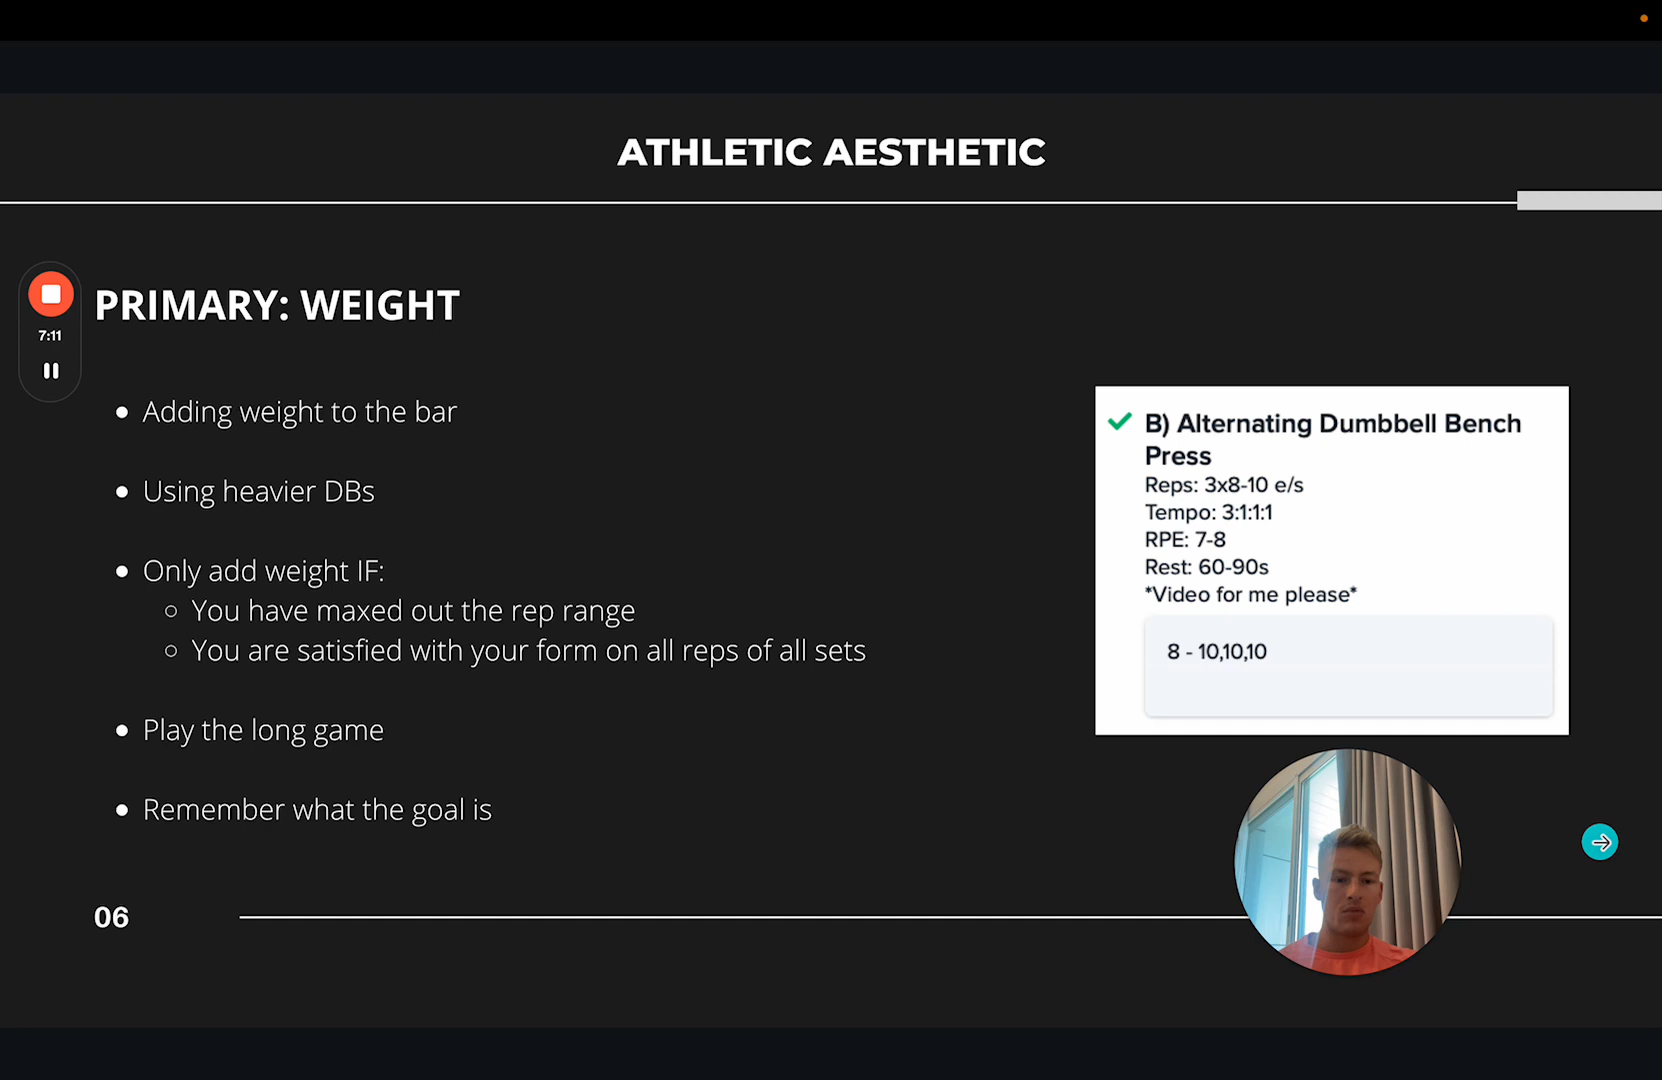 ATHLETIC AESTHETIC
7:11
PRIMARY: WEIGHT
Adding weight to the bar
Using heavier DBs
Only add weight IF:
You have maxed out the rep range
You are satisfied with your form on all reps of all sets
Play the long game
Remember what the goal is
B) Alternating Dumbbell Bench
Press
Reps: 3x8-10 e/s
Tempo: 3:1:1:1
RPE: 7-8
Rest: 60-90s
*Video for me please*
8 - 10,10,10
06